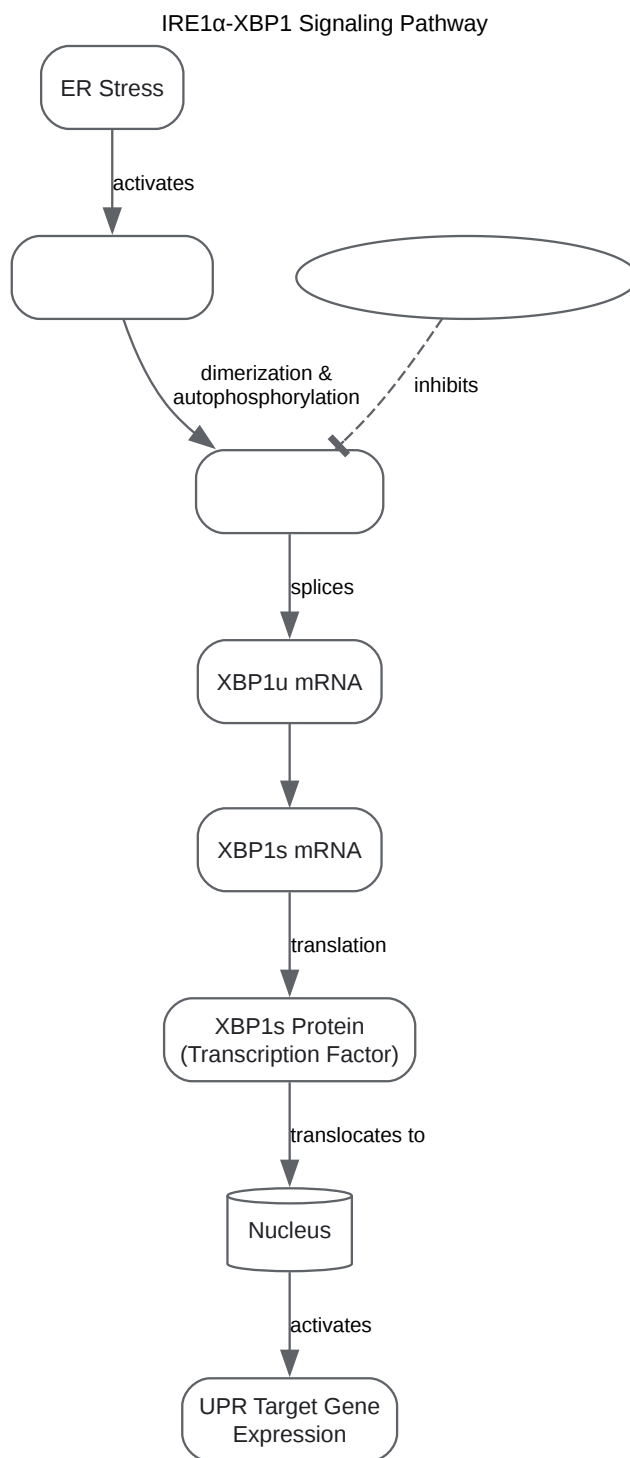 IRE1α-XBP1 Signaling Pathway
ER Stress
activates
dimerization &
autophosphorylation
inhibits
splices
XBP1u mRNA
XBP1s mRNA
translation
XBP1s Protein
(Transcription Factor)
translocates to
Nucleus
activates
UPR Target Gene
Expression